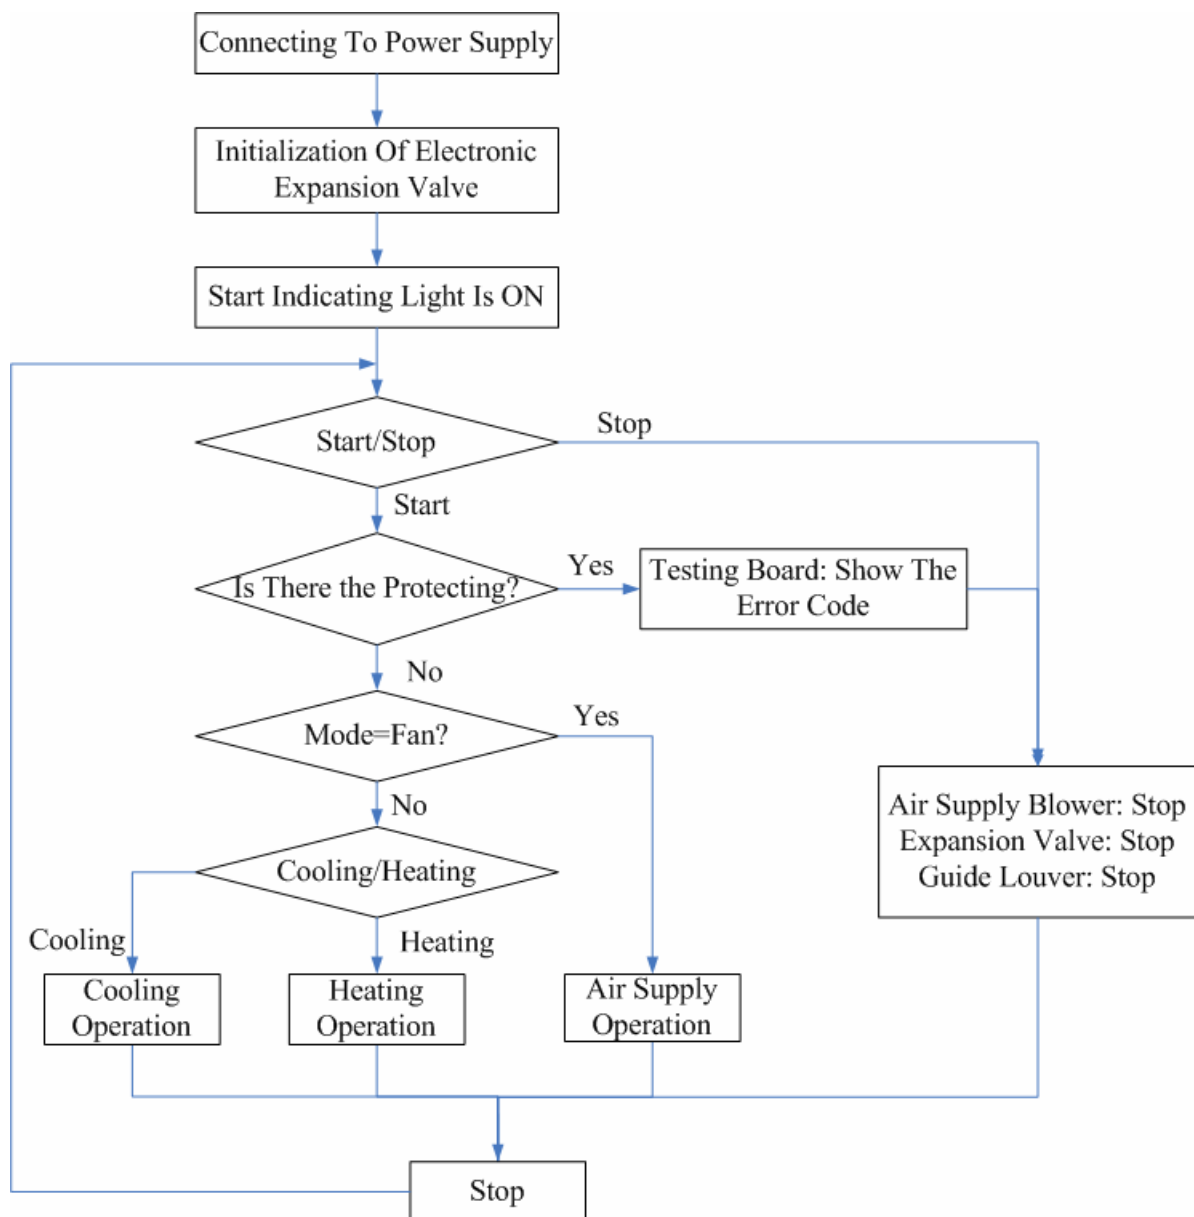 Connecting To Power Supply
Initialization Of Electronic
Expansion Valve
Start Indicating Light Is ON
Start/Stop
Stop
Start
Is There the Protecting?
Yes
Testing Board: Show The
Error Code
No
Mode=Fan?
Yes
Air Supply Blower: Stop
Expansion Valve: Stop
Guide Louver: Stop
No
Cooling/Heating
Cooling
Heating
Cooling
Operation
Heating
Operation
Air Supply
Operation
Stop